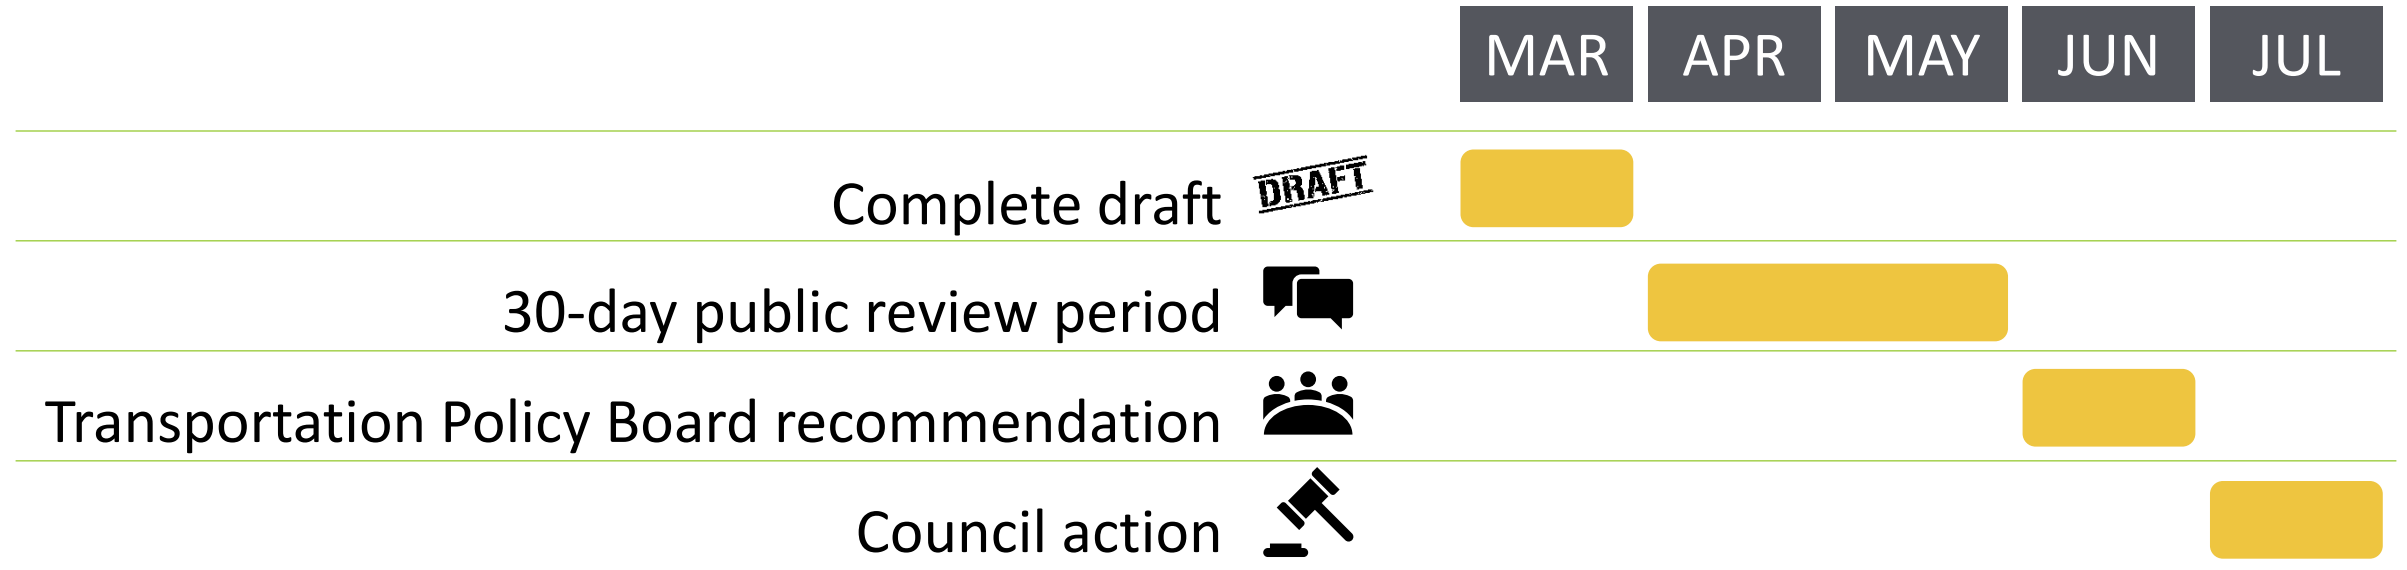 MAR APR MAY JUN JUL
Complete draft DRAFT
30-day public review period
Transportation Policy Board recommendation
Council action